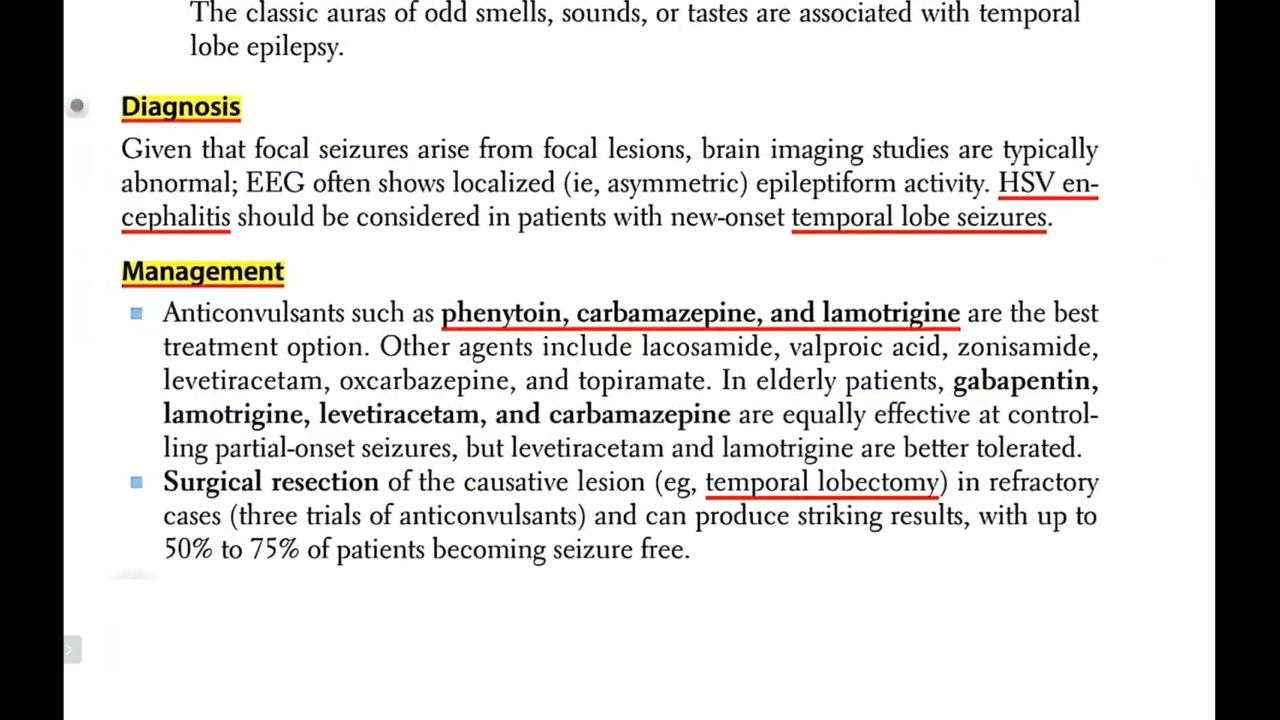 The classic auras of odd smells, sounds, or tastes are associated with temporal
lobe epilepsy.
Diagnosis
Given that focal seizures arise from focal lesions, brain imaging studies are typically
abnormal; EEG often shows localized (ie, asymmetric) epileptiform activity. HSV en-
cephalitis should be considered in patients with new-onset temporal lobe seizures.
Management
Anticonvulsants such as phenytoin, carbamazepine, and lamotrigine are the best
treatment option. Other agents include lacosamide, valproic acid, zonisamide,
levetiracetam, oxcarbazepine, and topiramate. In elderly patients, gabapentin,
lamotrigine, levetiracetam, and carbamazepine are equally effective at control-
ling partial-onset seizures, but levetiracetam and lamotrigine are better tolerated.
Surgical resection of the causative lesion (eg, temporal lobectomy) in refractory
cases (three trials of anticonvulsants) and can produce striking results, with up to
50% to 75% of patients becoming seizure free.